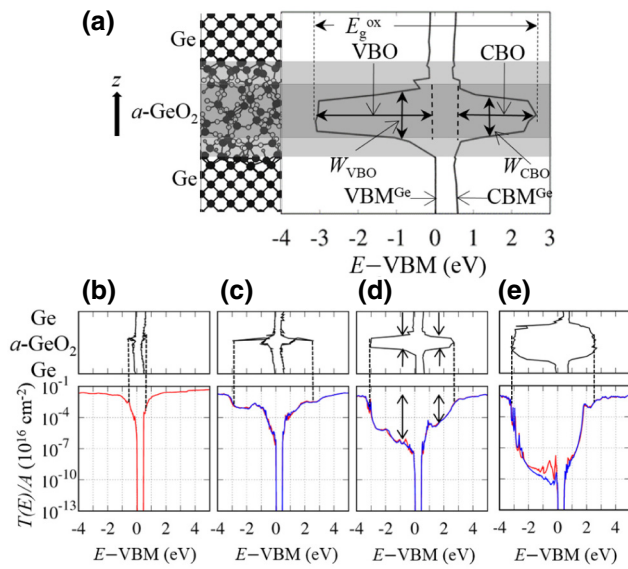 (a)
Ge
E_g^ox
VBO
CBO
z
a-GeO₂
W_VBO
W_CBO
Ge
VBM^Ge
CBM^Ge
-4 -3 -2 -1 0 1 2 3
E−VBM (eV)
(b) (c) (d) (e)
Ge
a-GeO₂
Ge
T(E)/A (10¹⁶ cm⁻²)
10⁻¹
10⁻⁴
10⁻⁷
10⁻¹⁰
10⁻¹³
-4 -2 0 2 4 -4 -2 0 2 4 -4 -2 0 2 4 -4 -2 0 2 4
E−VBM (eV) E−VBM (eV) E−VBM (eV) E−VBM (eV)